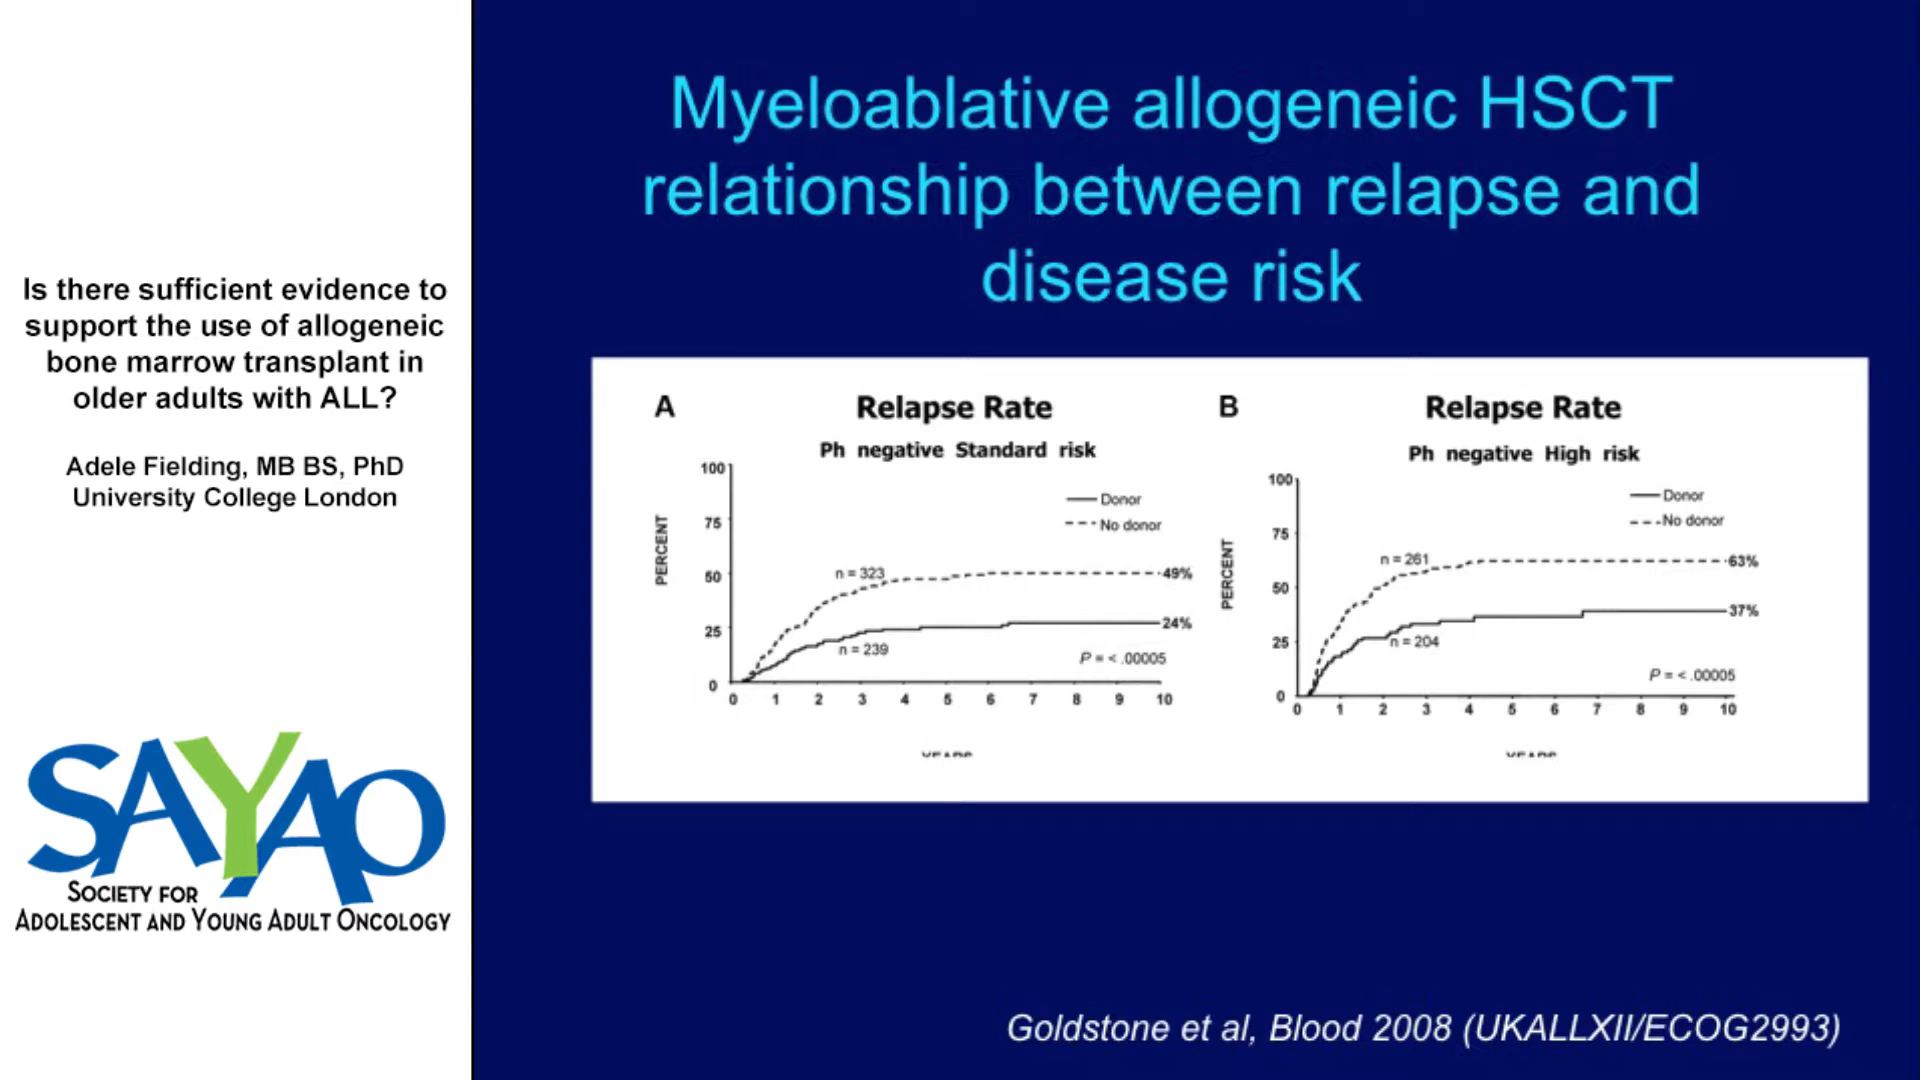 Is there sufficient evidence to
support the use of allogeneic
bone marrow transplant in
older adults with ALL?
Adele Fielding, MB BS, PhD
University College London
SAYAO
SOCIETY FOR
ADOLESCENT AND YOUNG ADULT ONCOLOGY
Myeloablative allogeneic HSCT
relationship between relapse and
disease risk
A
Relapse Rate
Ph negative Standard risk
PERCENT
100
75
50
25
0
Donor
No donor
n = 323
49%
24%
n = 239
P = < .00005
0 1 2 3 4 5 6 7 8 9 10
B
Relapse Rate
Ph negative High risk
PERCENT
100
75
50
25
0
Donor
No donor
n = 261
63%
37%
n = 204
P = < .00005
0 1 2 3 4 5 6 7 8 9 10
Goldstone et al, Blood 2008 (UKALLXII/ECOG2993)